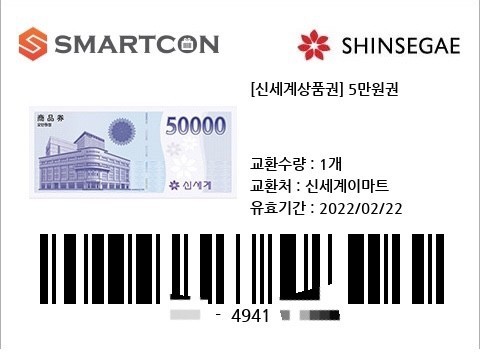 SMARTCON
SHINSEGAE
[신세계상품권] 5만원권
商品券
50000
신세계
교환수량 : 1개
교환처 : 신세계이마트
유효기간 : 2022/02/22
- 4941